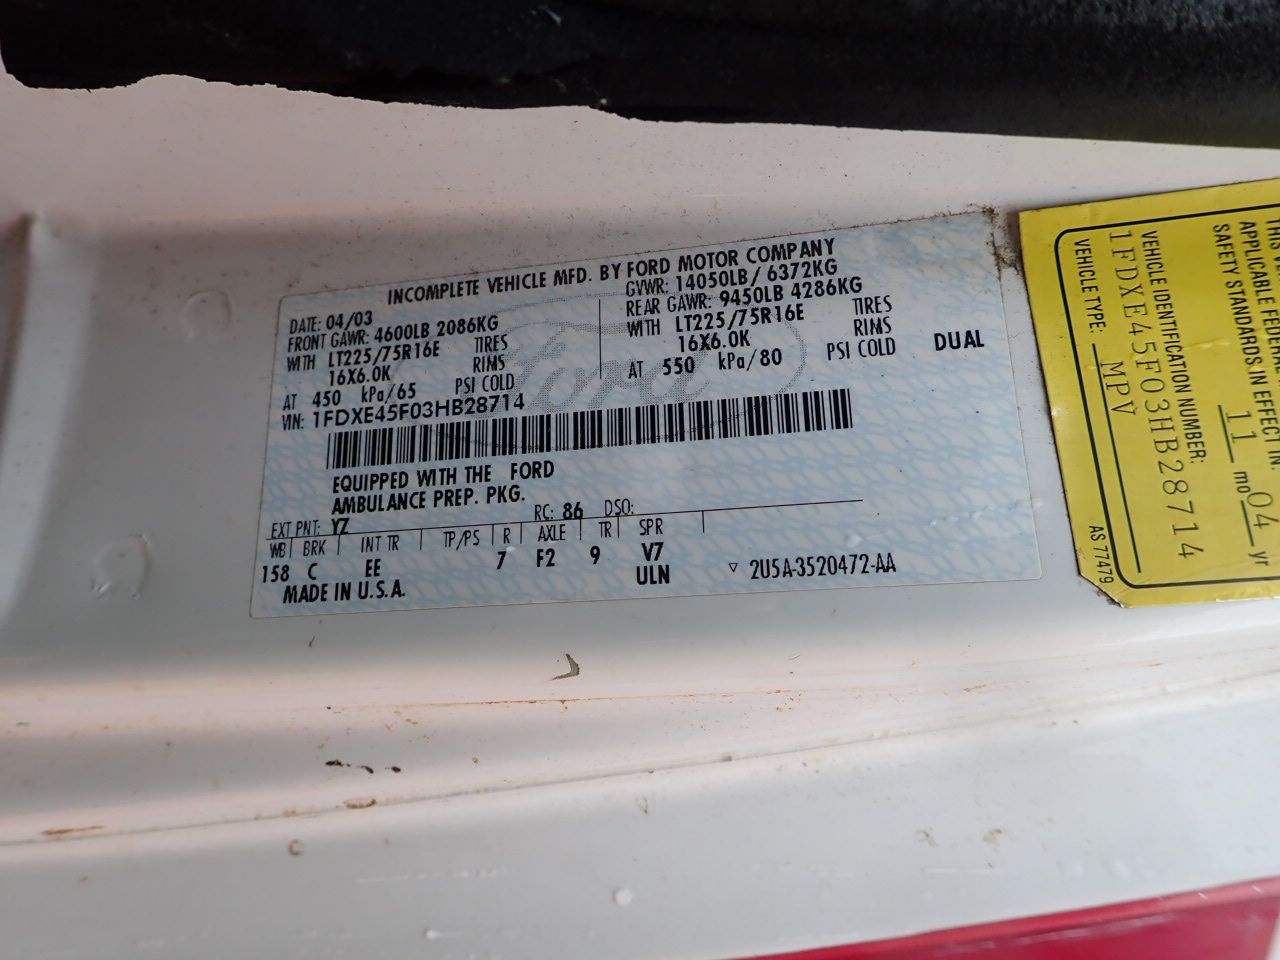 INCOMPLETE VEHICLE MFD. BY FORD MOTOR COMPANY
DATE: 04/03
GVWR: 14050LB/ 6372KG
FRONT GAWR: 4600LB 2086KG
REAR GAWR: 9450LB 4286KG
WITH LT225/75R16E TIRES
WITH LT225/75R16E TIRES
16X6.0K RIMS
16X6.0K RIMS
AT 450 kPa/65 PSI COLD
AT 550 kPa/80 PSI COLD DUAL
VIN: 1FDXE45F03HB28714
Ford
EQUIPPED WITH THE FORD
AMBULANCE PREP. PKG.
EXT PNT: YZ RC: 86 DSO:
WB BRK INT TR TP/PS R AXLE TR SPR
158 C EE 7 F2 9 V7
ULN
MADE IN U.S.A.
▽ 2U5A-3520472-AA
APPLICABLE FEDERAL
SAFETY STANDARDS IN EFFECT IN:
11 mo 04 yr
VEHICLE IDENTIFICATION NUMBER:
1FDXE45F03HB28714
VEHICLE TYPE: MPV
AS 77479